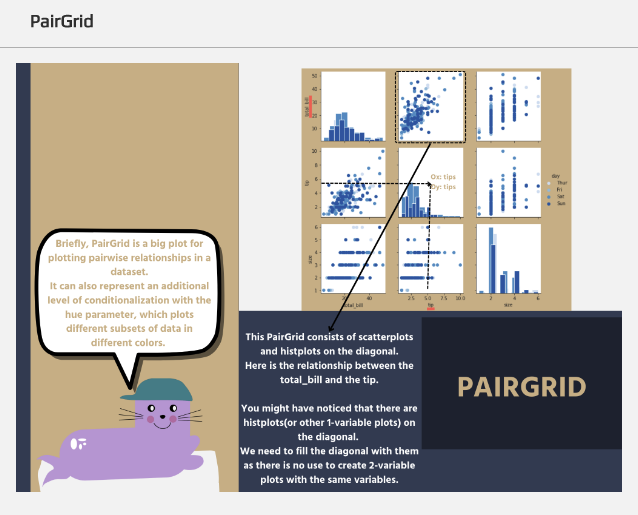 PairGrid
Briefly, PairGrid is a big plot for
plotting pairwise relationships in a
dataset.
It can also represent an additional
level of conditionalization with the
hue parameter, which plots
different subsets of data in
different colors.
50
40
30
20
10
total_bill
10
8
6
4
2
tip
Ox: tips
Oy: tips
day
Thur
Fri
Sat
Sun
6
5
4
3
2
1
size
20
40
total_bill
2.5
5.0
7.5
10.0
tip
2
4
6
size
This PairGrid consists of scatterplots
and histplots on the diagonal.
Here is the relationship between the
total_bill and the tip.
You might have noticed that there are
histplots(or other 1-variable plots) on
the diagonal.
We need to fill the diagonal with them
as there is no use to create 2-variable
plots with the same variables.
PAIRGRID